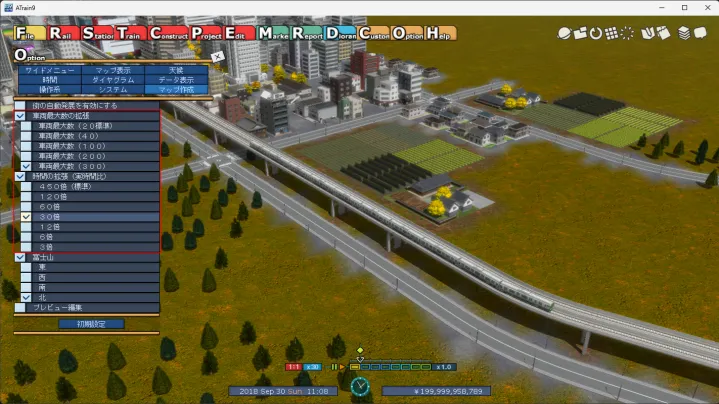 ATrain9
File Rail Station Train Construct Project Edit Market Report Diorama Custom Option Help
Option
ワイドメニュー マップ表示 天候
時間 ダイヤグラム データ表示
操作系 システム マップ作成
街の自動発展を有効にする
車両最大数の拡張
車両最大数（２０標準）
車両最大数（４０）
車両最大数（１００）
車両最大数（２００）
車両最大数（３００）
時間の拡張（実時間比）
４６０倍（標準）
１２０倍
６０倍
３０倍
１２倍
６倍
３倍
富士山
東
西
南
北
プレビュー編集
初期設定
1:1 x30 x1.0
2018 Sep 30 Sun 11:08 ¥199,999,958,789